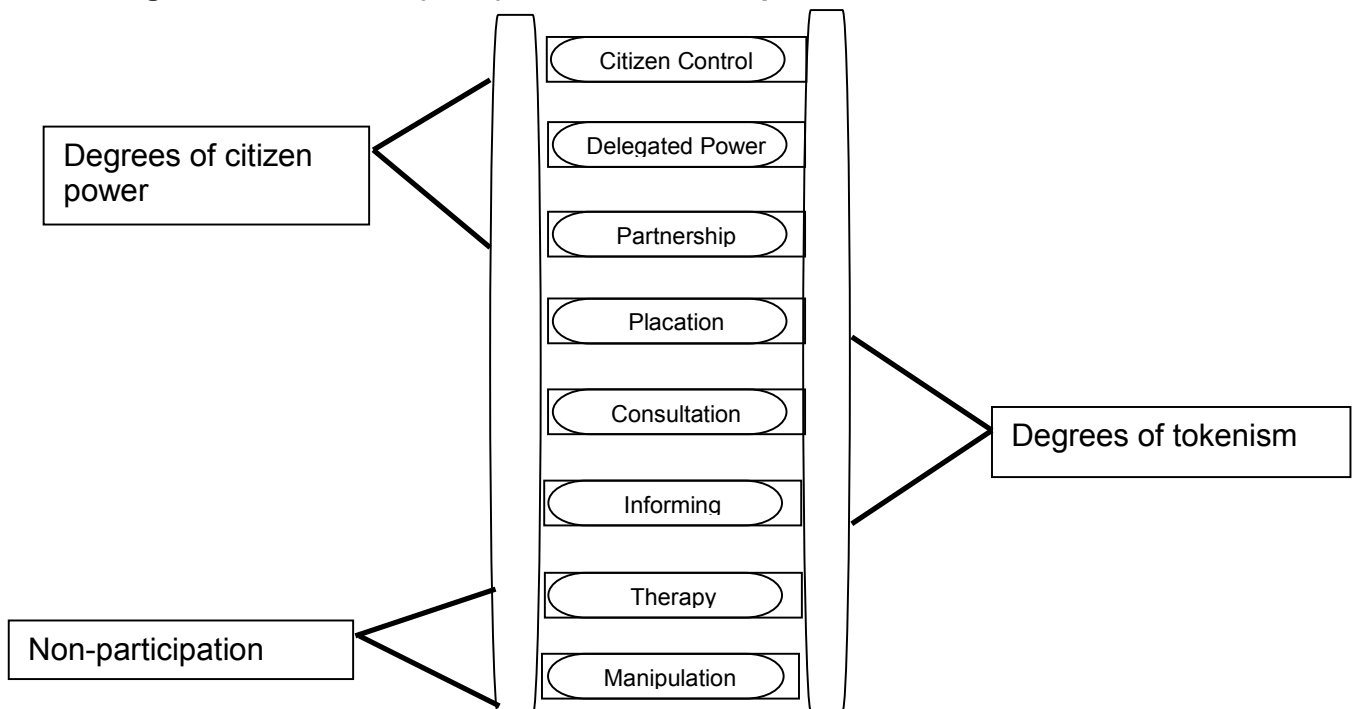 Citizen Control
Degrees of citizen
power
Delegated Power
Partnership
Placation
Consultation
Degrees of tokenism
Informing
Therapy
Non-participation
Manipulation